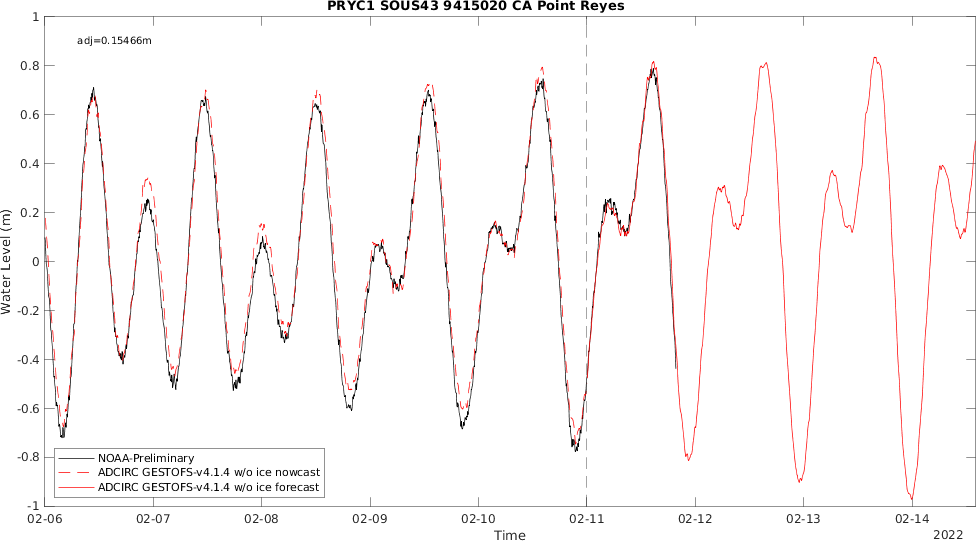 PRYC1 SOUS43 9415020 CA Point Reyes
adj=0.15466m
1
0.8
0.6
0.4
0.2
0
-0.2
-0.4
-0.6
-0.8
-1
Water Level (m)
NOAA-Preliminary
ADCIRC GESTOFS-v4.1.4 w/o ice nowcast
ADCIRC GESTOFS-v4.1.4 w/o ice forecast
02-06 02-07 02-08 02-09 02-10 02-11 02-12 02-13 02-14
Time
2022